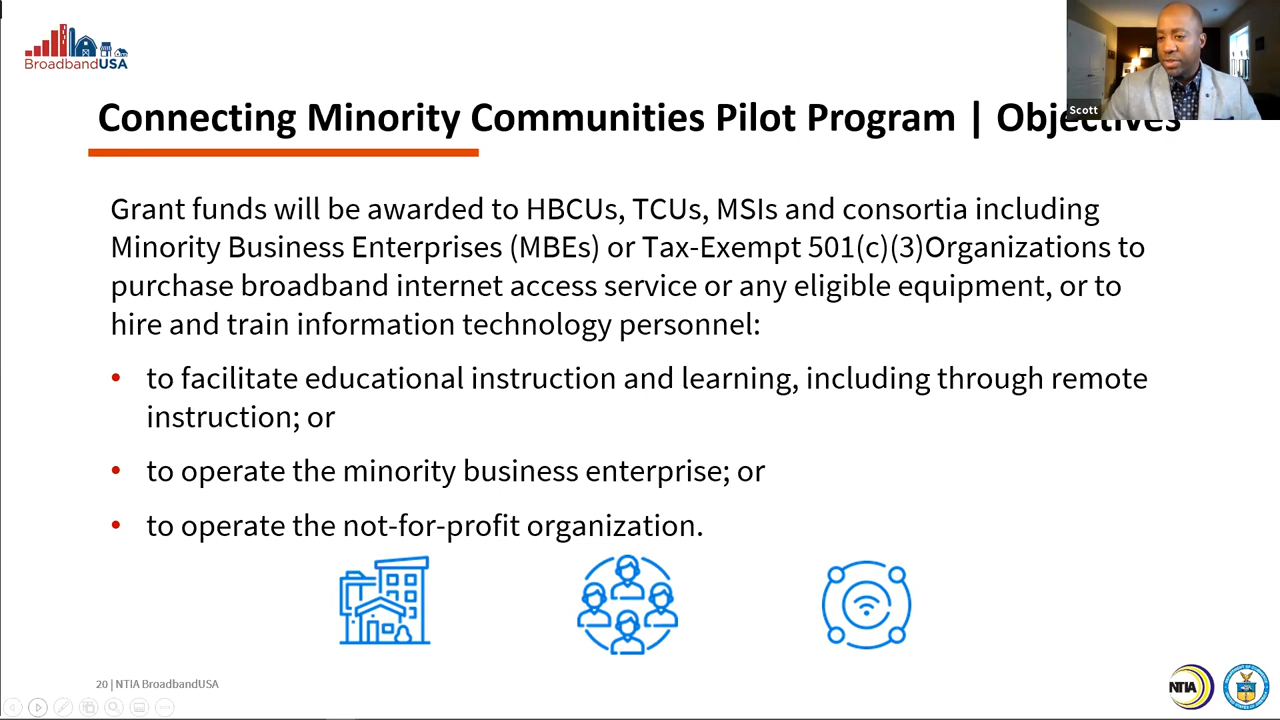 BroadbandUSA
Scott
Connecting Minority Communities Pilot Program | Objectives
Grant funds will be awarded to HBCUs, TCUs, MSIs and consortia including
Minority Business Enterprises (MBEs) or Tax-Exempt 501(c)(3)Organizations to
purchase broadband internet access service or any eligible equipment, or to
hire and train information technology personnel:
• to facilitate educational instruction and learning, including through remote
instruction; or
• to operate the minority business enterprise; or
• to operate the not-for-profit organization.
20 | NTIA BroadbandUSA
NTIA